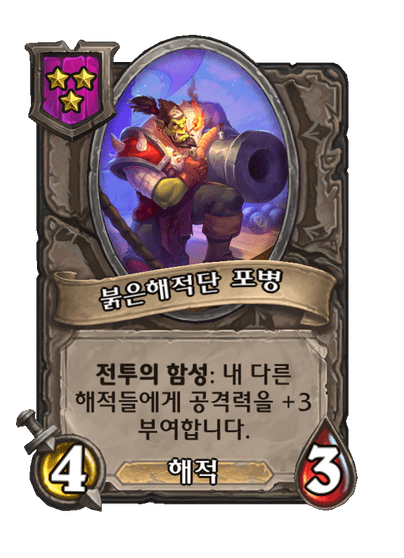 붉은해적단 포병
전투의 함성: 내 다른
해적들에게 공격력을 +3
부여합니다.
4
해적
3